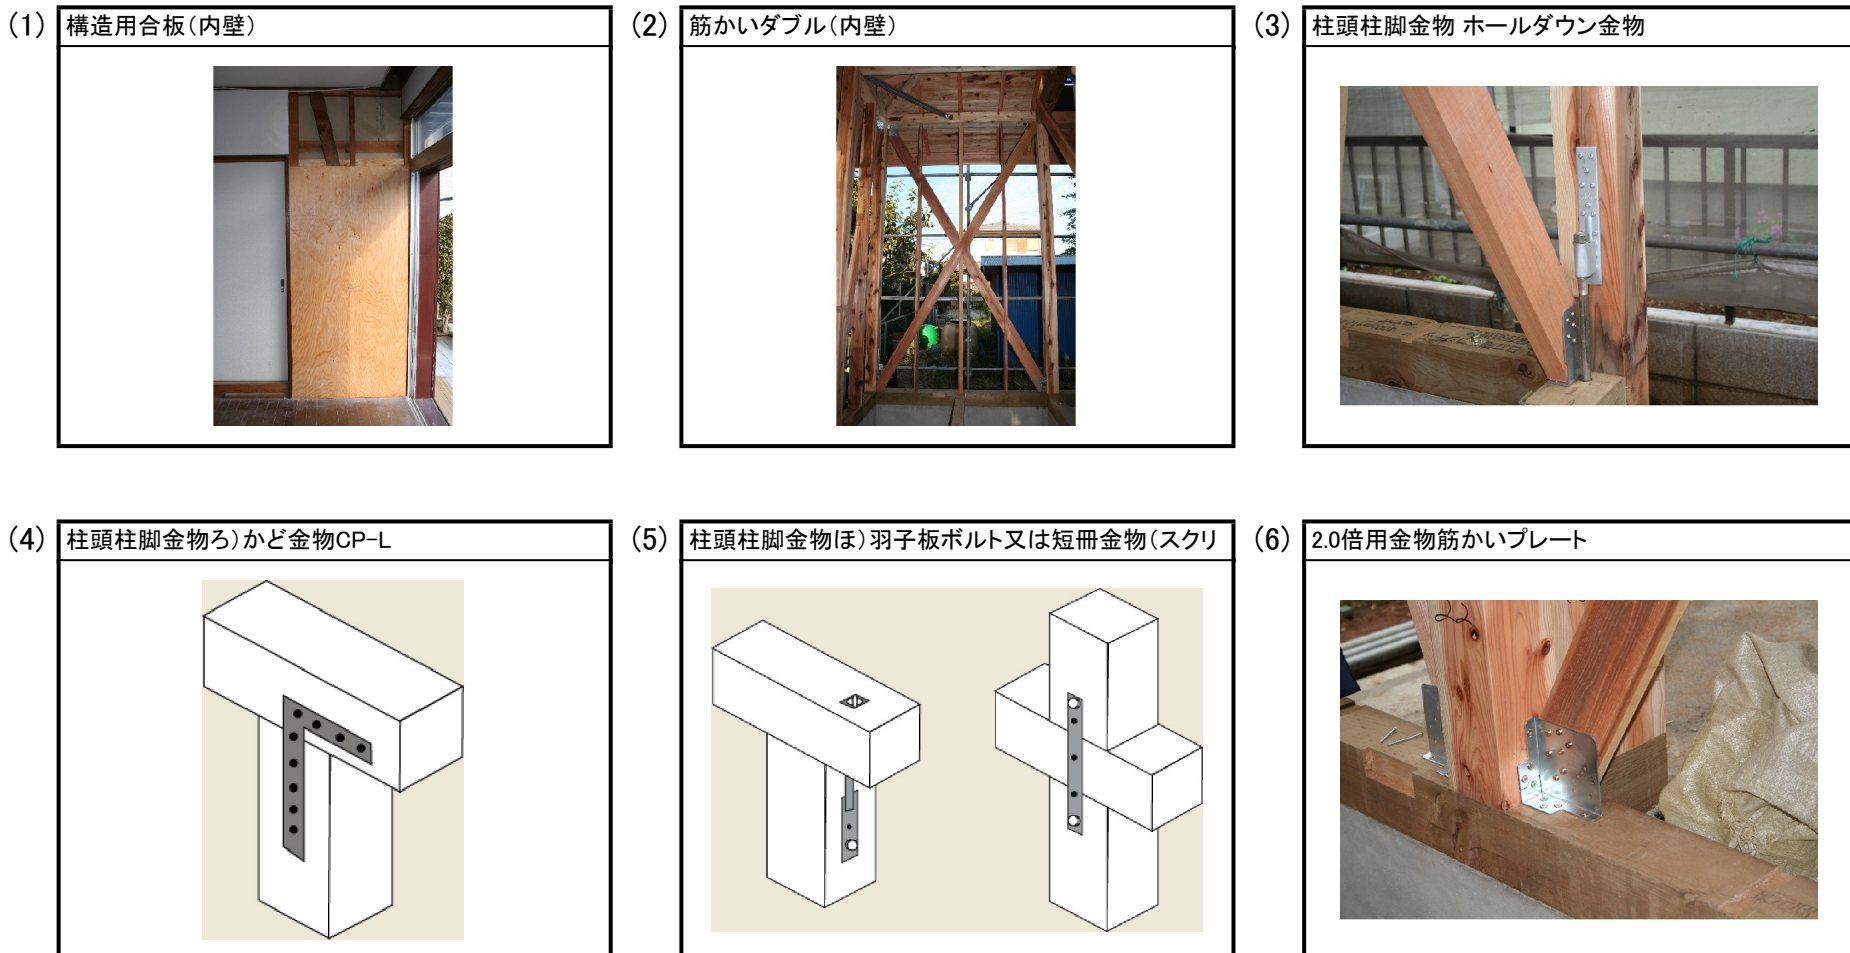 (1) 構造用合板(内壁)
(2) 筋かいダブル(内壁)
(3) 柱頭柱脚金物 ホールダウン金物
(4) 柱頭柱脚金物ろ)かど金物CP-L
(5) 柱頭柱脚金物ほ)羽子板ボルト又は短冊金物(スクリ
(6) 2.0倍用金物筋かいプレート